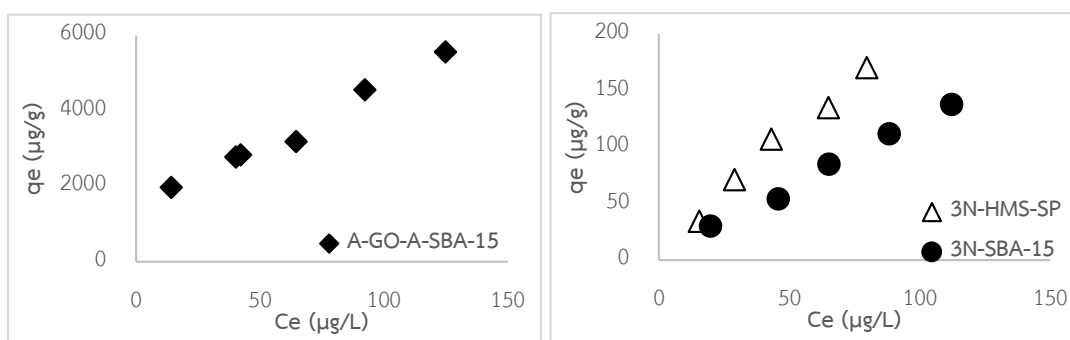 6000
4000
2000
0
qe (µg/g)
0 50 100 150
Ce (µg/L)
A-GO-A-SBA-15
200
150
100
50
0
qe (µg/g)
0 50 100 150
Ce (µg/L)
3N-HMS-SP
3N-SBA-15